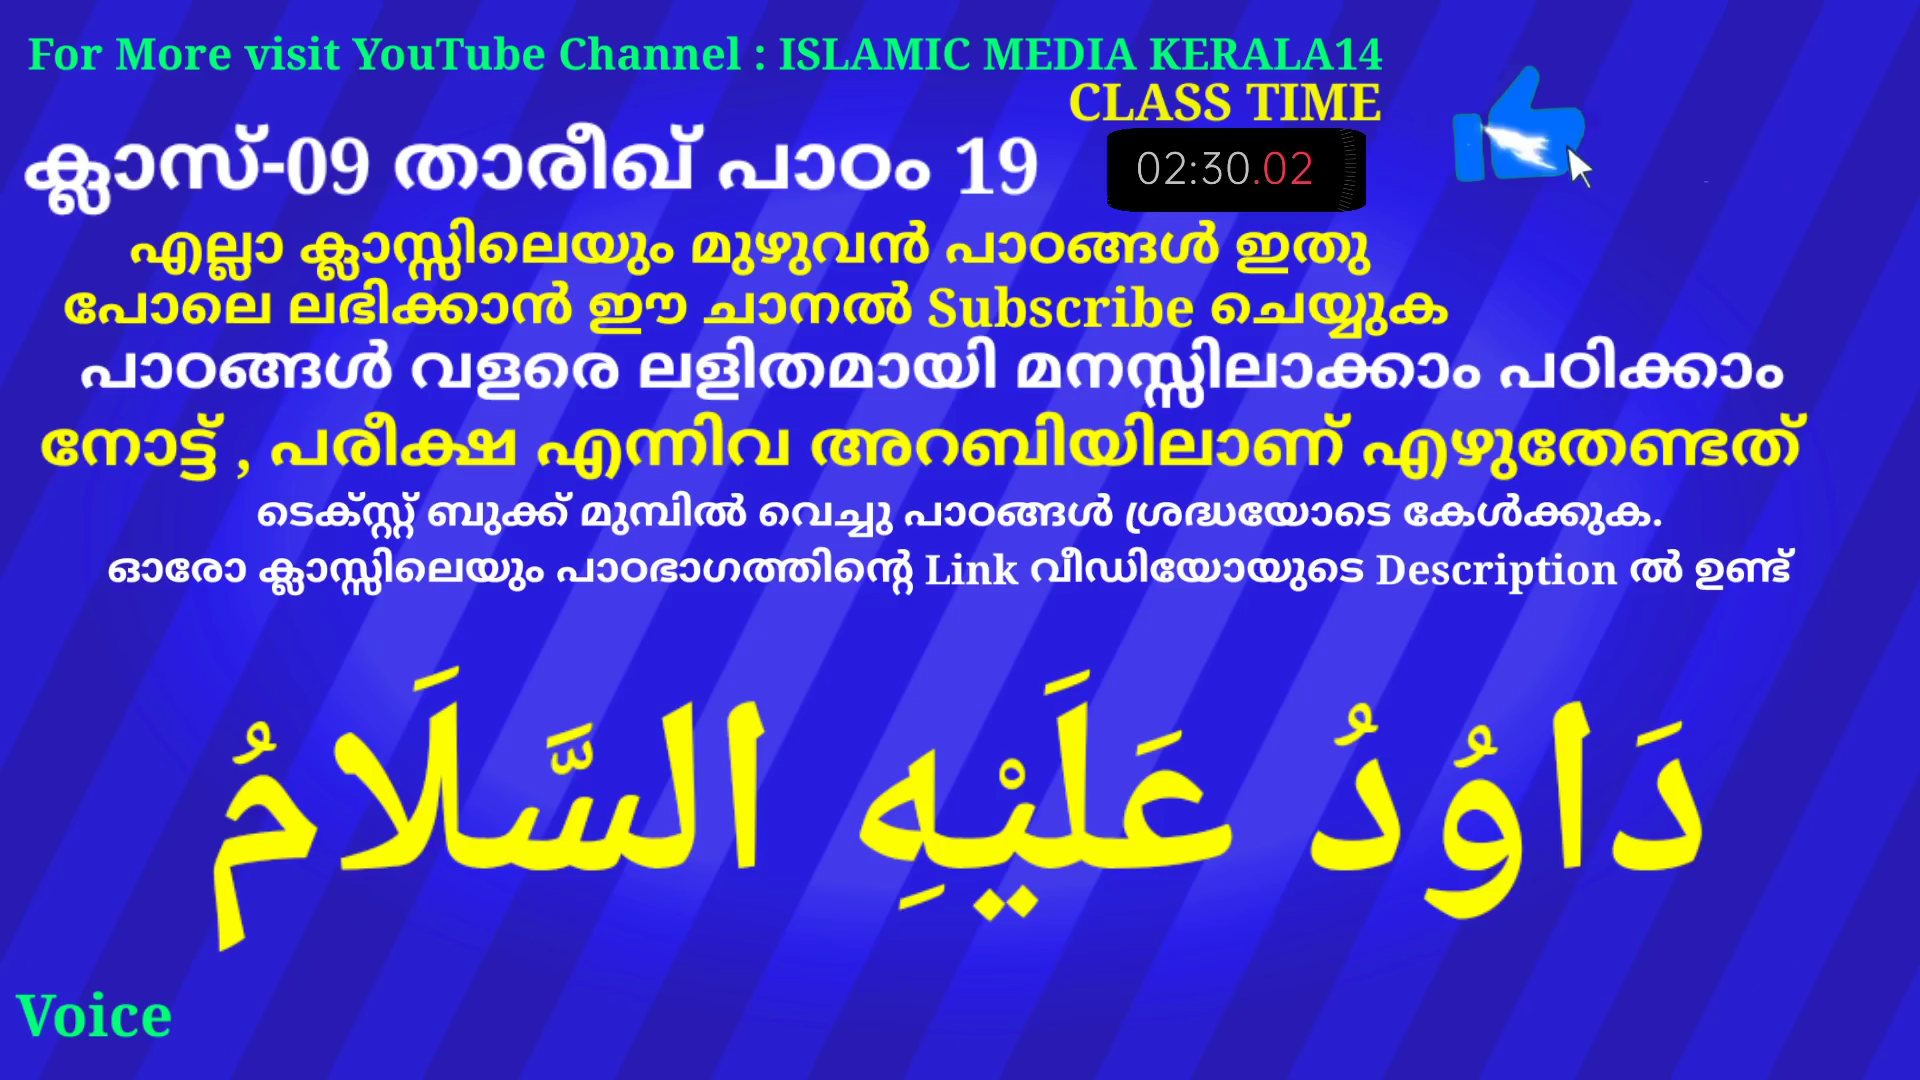 For More visit YouTube Channel : ISLAMIC MEDIA KERALA14
CLASS TIME
ക്ലാസ്-09 താരീഖ് പാഠം 19
02:30.02
എല്ലാ ക്ലാസ്സിലെയും മുഴുവൻ പാഠങ്ങൾ ഇതു
പോലെ ലഭിക്കാൻ ഈ ചാനൽ Subscribe ചെയ്യുക
പാഠങ്ങൾ വളരെ ലളിതമായി മനസ്സിലാക്കാം പഠിക്കാം
നോട്ട് , പരീക്ഷ എന്നിവ അറബിയിലാണ് എഴുതേണ്ടത്
ടെക്സ്റ്റ് ബുക്ക് മുമ്പിൽ വെച്ചു പാഠങ്ങൾ ശ്രദ്ധയോടെ കേൾക്കുക.
ഓരോ ക്ലാസ്സിലെയും പാഠഭാഗത്തിന്റെ Link വീഡിയോയുടെ Description ൽ ഉണ്ട്
دَاوُدُ عَلَيْهِ السَّلَامُ
Voice